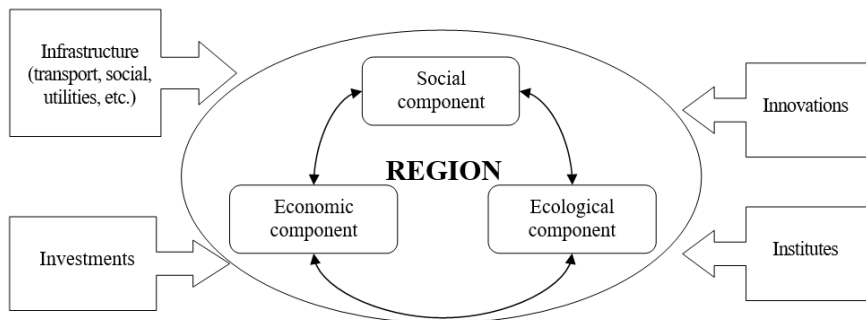 Infrastructure
(transport, social,
utilities, etc.)
Social
component
Innovations
REGION
Economic
component
Ecological
component
Investments
Institutes